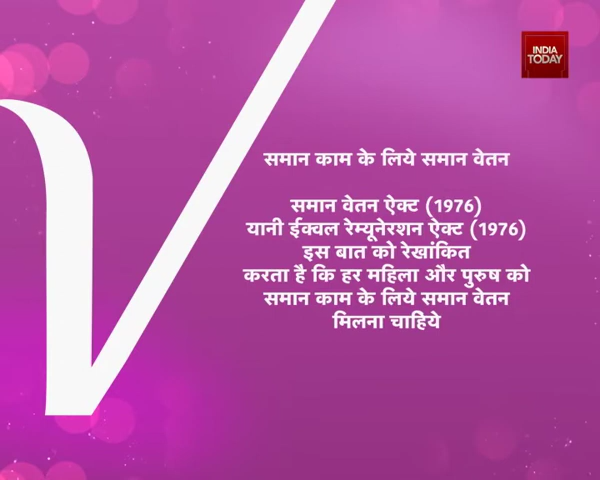 INDIA
TODAY
समान काम के लिये समान वेतन
समान वेतन ऐक्ट (1976)
यानी ईक्वल रेम्यूनेरशन ऐक्ट (1976)
इस बात को रेखांकित
करता है कि हर महिला और पुरुष को
समान काम के लिये समान वेतन
मिलना चाहिये